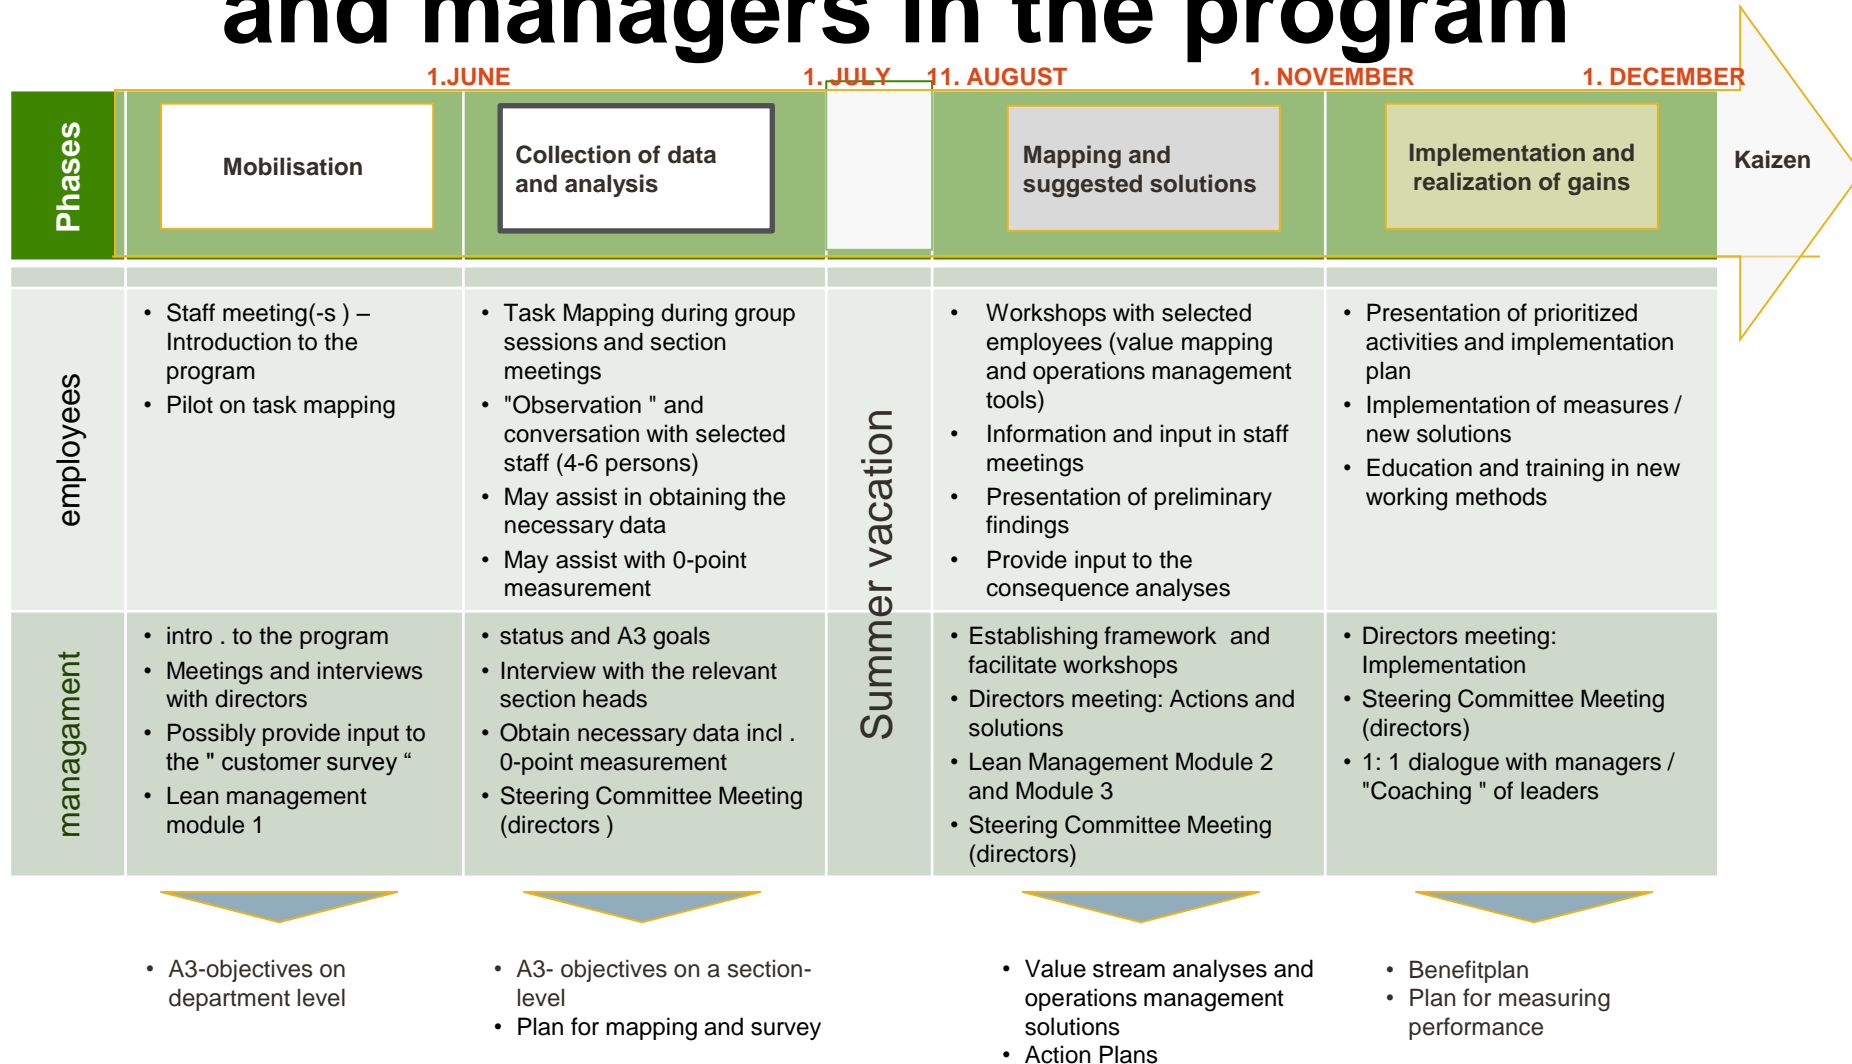 and managers in the program
1.JUNE
1. JULY
11. AUGUST
1. NOVEMBER
1. DECEMBER
Phases
Mobilisation
Collection of data
and analysis
Mapping and
suggested solutions
Implementation and
realization of gains
Kaizen
employees
• Staff meeting(-s ) –
Introduction to the
program
• Pilot on task mapping
• Task Mapping during group
sessions and section
meetings
• "Observation " and
conversation with selected
staff (4-6 persons)
• May assist in obtaining the
necessary data
• May assist with 0-point
measurement
Summer vacation
• Workshops with selected
employees (value mapping
and operations management
tools)
• Information and input in staff
meetings
• Presentation of preliminary
findings
• Provide input to the
consequence analyses
• Presentation of prioritized
activities and implementation
plan
• Implementation of measures /
new solutions
• Education and training in new
working methods
managament
• intro . to the program
• Meetings and interviews
with directors
• Possibly provide input to
the " customer survey “
• Lean management
module 1
• status and A3 goals
• Interview with the relevant
section heads
• Obtain necessary data incl .
0-point measurement
• Steering Committee Meeting
(directors )
• Establishing framework and
facilitate workshops
• Directors meeting: Actions and
solutions
• Lean Management Module 2
and Module 3
• Steering Committee Meeting
(directors)
• Directors meeting:
Implementation
• Steering Committee Meeting
(directors)
• 1: 1 dialogue with managers /
"Coaching " of leaders
• A3-objectives on
department level
• A3- objectives on a section-
level
• Plan for mapping and survey
• Value stream analyses and
operations management
solutions
• Action Plans
• Benefitplan
• Plan for measuring
performance